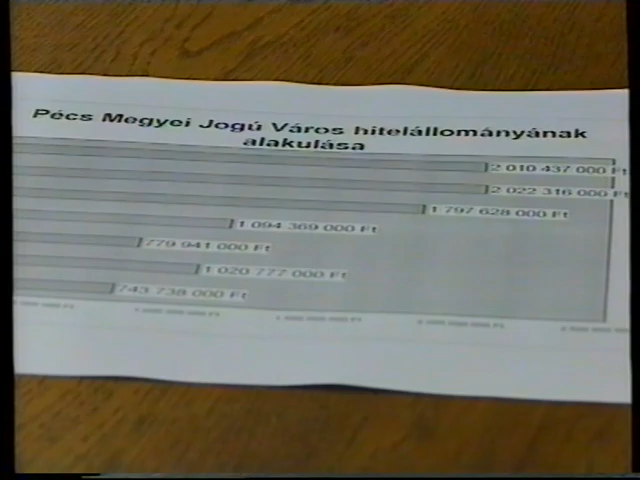 Pécs Megyei Jogú Város hitelállományának
alakulása
2 010 437 000 Ft
2 022 316 000 Ft
1 797 628 000 Ft
1 094 369 000 Ft
779 941 000 Ft
1 020 777 000 Ft
743 738 000 Ft